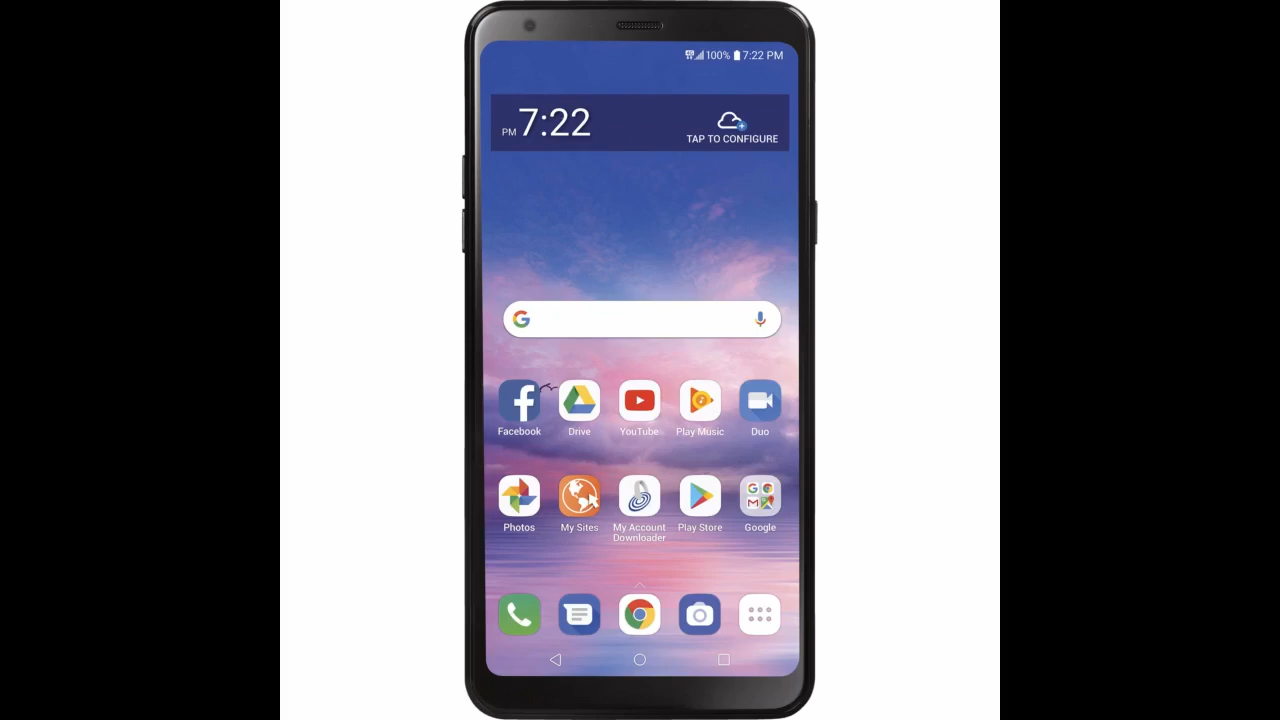 4G 100% 7:22 PM
PM 7:22
TAP TO CONFIGURE
Facebook Drive YouTube Play Music Duo
Photos My Sites My Account Downloader Play Store Google